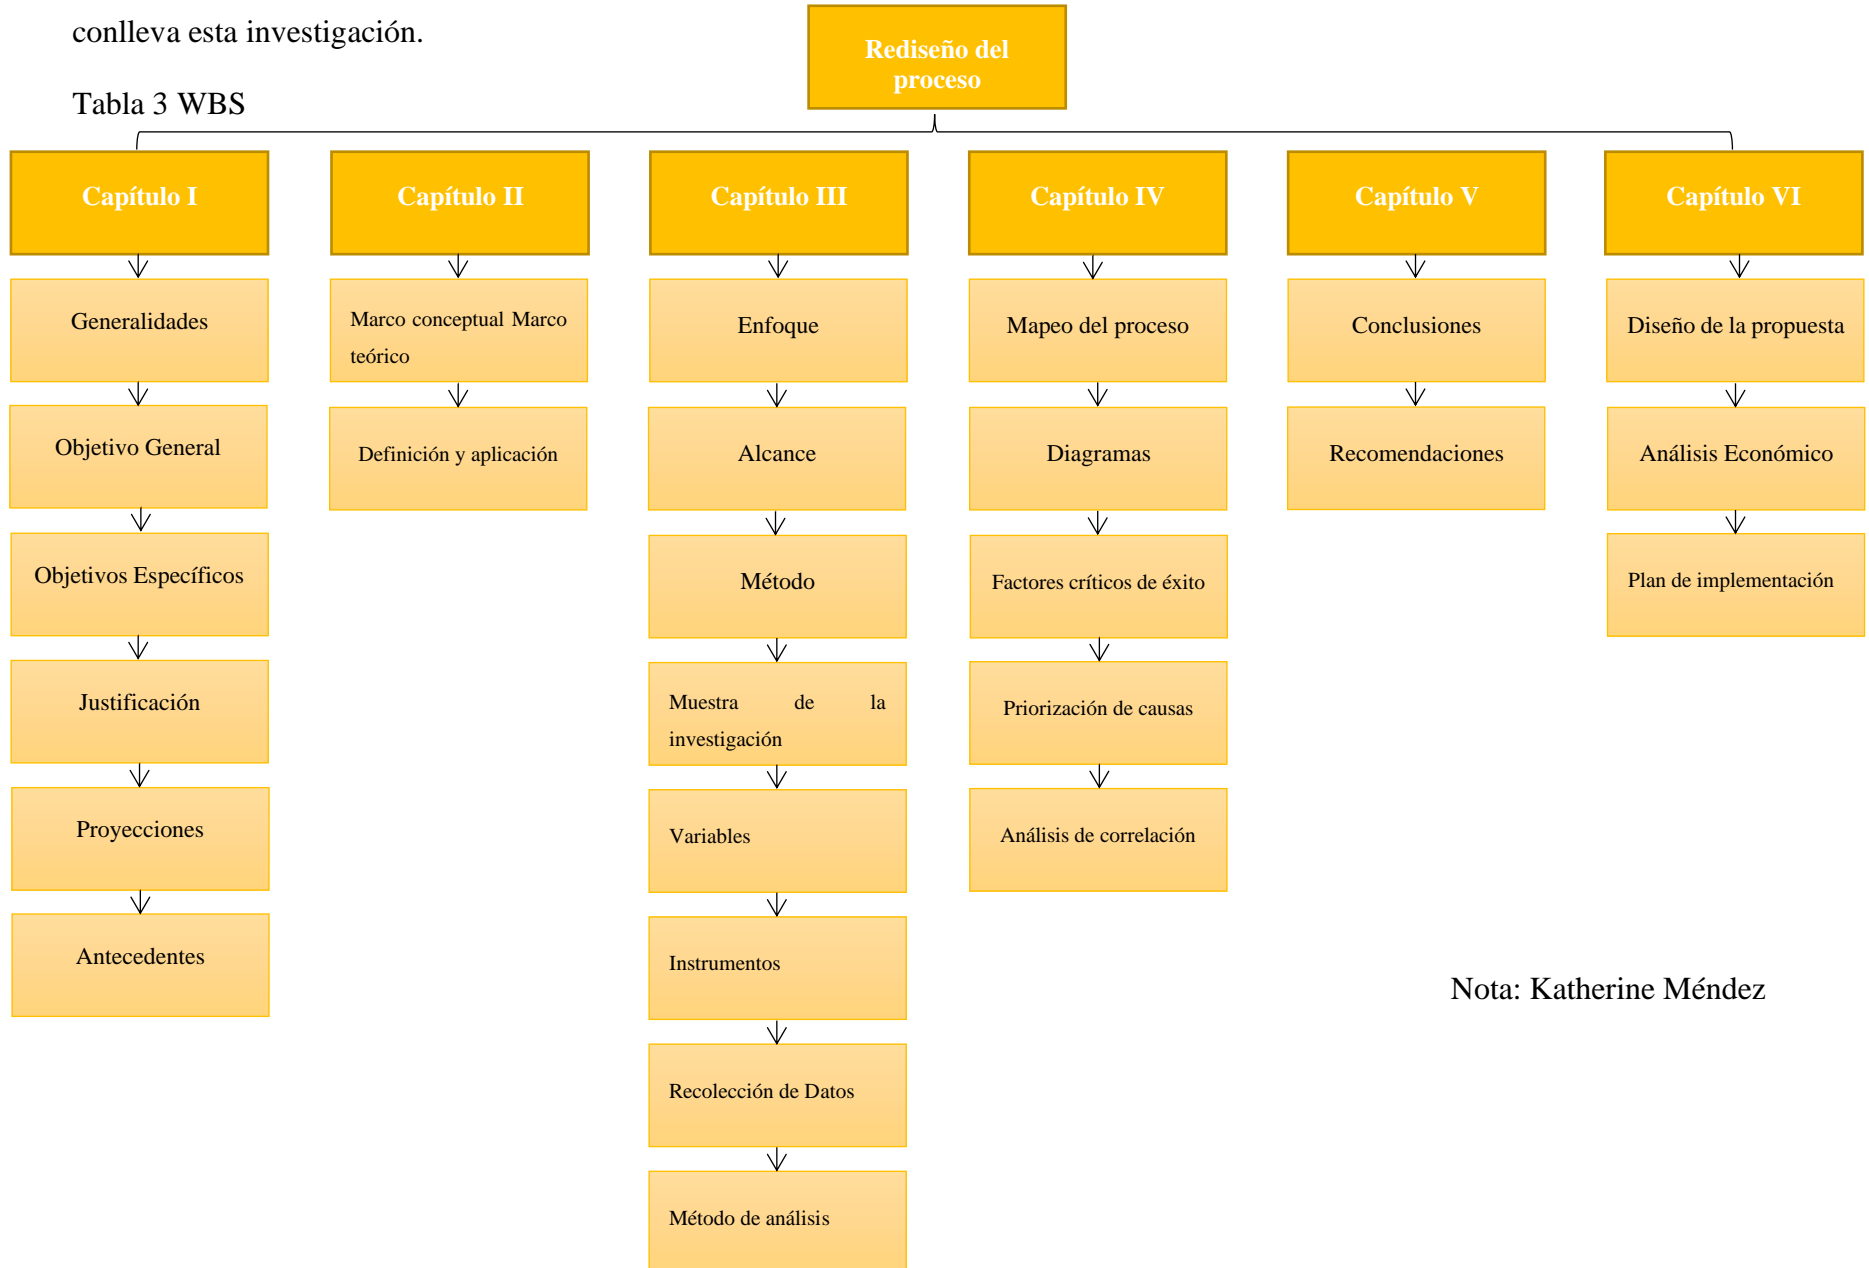 conlleva esta investigación.
Tabla 3 WBS
Rediseño del
proceso
Capítulo I
Generalidades
Objetivo General
Objetivos Específicos
Justificación
Proyecciones
Antecedentes
Capítulo II
Marco conceptual Marco
teórico
Definición y aplicación
Capítulo III
Enfoque
Alcance
Método
Muestra de la
investigación
Variables
Instrumentos
Recolección de Datos
Método de análisis
Capítulo IV
Mapeo del proceso
Diagramas
Factores críticos de éxito
Priorización de causas
Análisis de correlación
Capítulo V
Conclusiones
Recomendaciones
Capítulo VI
Diseño de la propuesta
Análisis Económico
Plan de implementación
Nota: Katherine Méndez